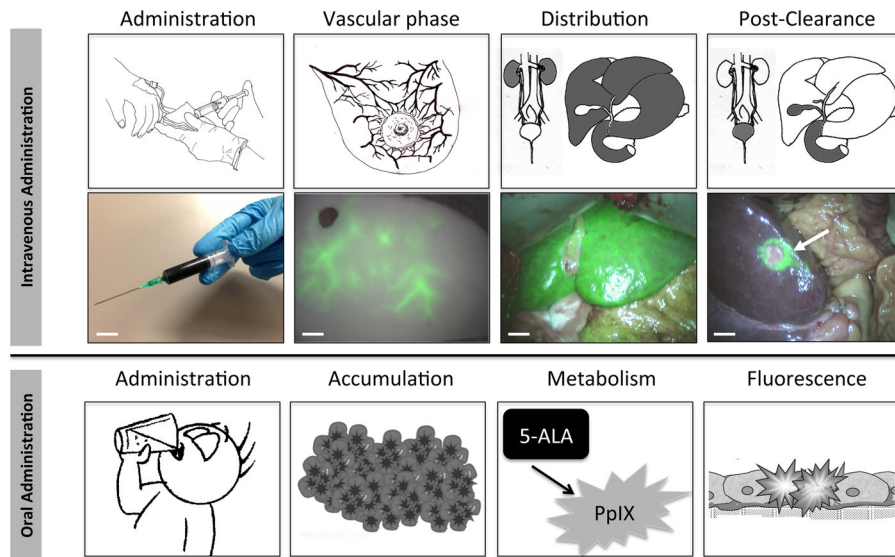 Administration
Vascular phase
Distribution
Post-Clearance
Intravenous Administration
Administration
Accumulation
Metabolism
Fluorescence
Oral Administration
5-ALA
PpIX